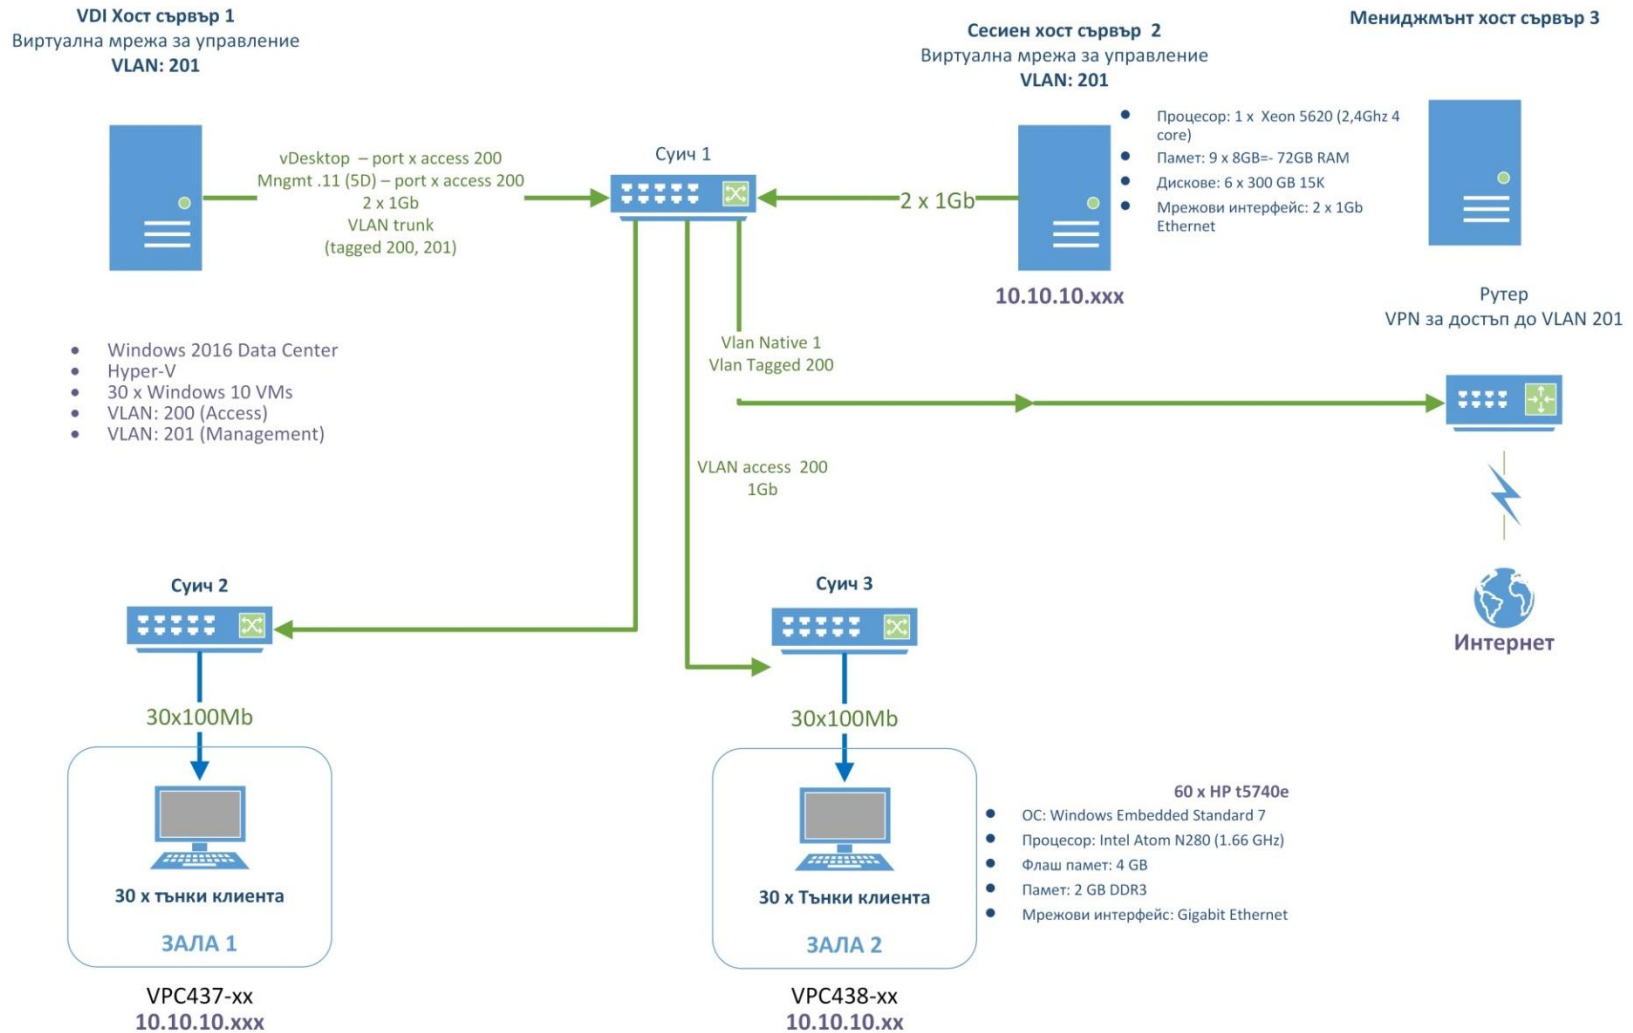 VDI Хост сървър 1
Виртуална мрежа за управление
VLAN: 201
Сесиен хост сървър 2
Виртуална мрежа за управление
VLAN: 201
Мениджмънт хост сървър 3
vDesktop – port x access 200
Mngmt .11 (5D) – port x access 200
2 x 1Gb
VLAN trunk
(tagged 200, 201)
Суич 1
2 x 1Gb
Процесор: 1 x Xeon 5620 (2,4Ghz 4
core)
Памет: 9 x 8GB=- 72GB RAM
Дискове: 6 x 300 GB 15K
Мрежови интерфейс: 2 x 1Gb
Ethernet
10.10.10.xxx
Рутер
VPN за достъп до VLAN 201
Windows 2016 Data Center
Hyper-V
30 x Windows 10 VMs
VLAN: 200 (Access)
VLAN: 201 (Management)
Vlan Native 1
Vlan Tagged 200
VLAN access 200
1Gb
Суич 2
Суич 3
Интернет
30x100Mb
30x100Mb
30 x тънки клиента
ЗАЛА 1
VPC437-xx
10.10.10.xxx
30 x Тънки клиента
ЗАЛА 2
VPC438-xx
10.10.10.xx
60 x HP t5740e
ОС: Windows Embedded Standard 7
Процесор: Intel Atom N280 (1.66 GHz)
Флаш памет: 4 GB
Памет: 2 GB DDR3
Мрежови интерфейс: Gigabit Ethernet